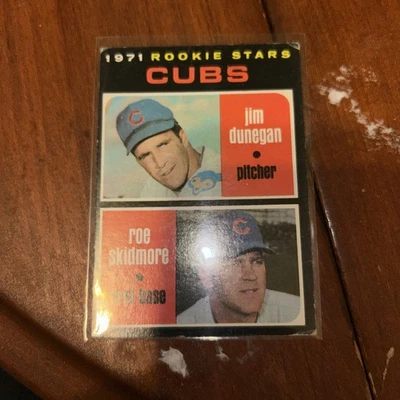 1971 ROOKIE STARS
CUBS
jim
dunegan
• pitcher
C
roe
skidmore
• base
C